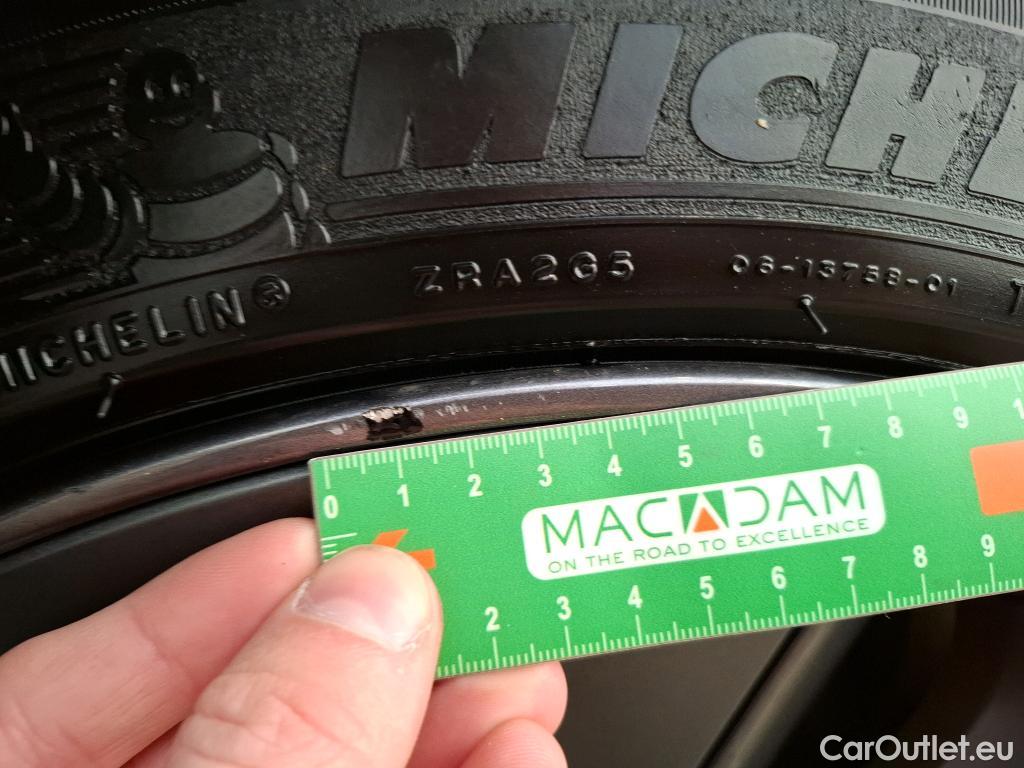 MICH
MICHELIN®
ZRA2G5
06-13758-01
0 1 2 3 4 5 6 7 8 9
MACADAM
ON THE ROAD TO EXCELLENCE
2 3 4 5 6 7 8 9
CarOutlet.eu